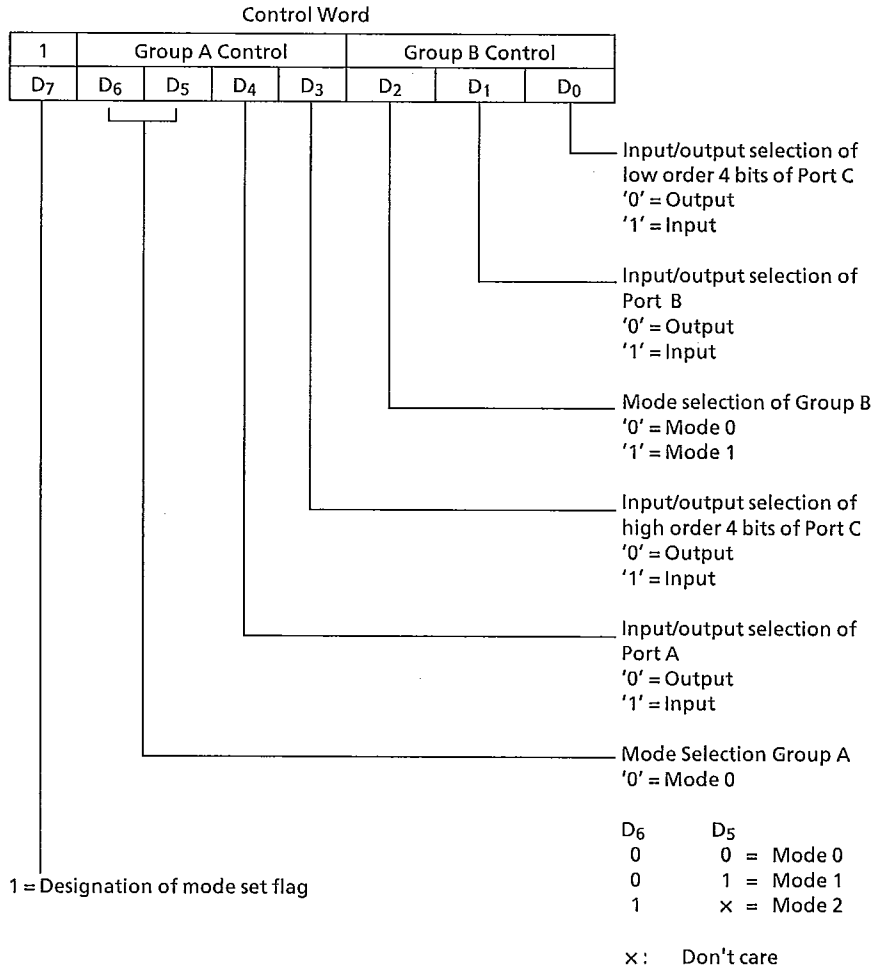 Control Word
1 Group A Control Group B Control
D7 D6 D5 D4 D3 D2 D1 D0
Input/output selection of
low order 4 bits of Port C
'0' = Output
'1' = Input
Input/output selection of
Port B
'0' = Output
'1' = Input
Mode selection of Group B
'0' = Mode 0
'1' = Mode 1
Input/output selection of
high order 4 bits of Port C
'0' = Output
'1' = Input
Input/output selection of
Port A
'0' = Output
'1' = Input
Mode Selection Group A
'0' = Mode 0
D6 D5
0 0 = Mode 0
0 1 = Mode 1
1 × = Mode 2
1 = Designation of mode set flag
×: Don't care